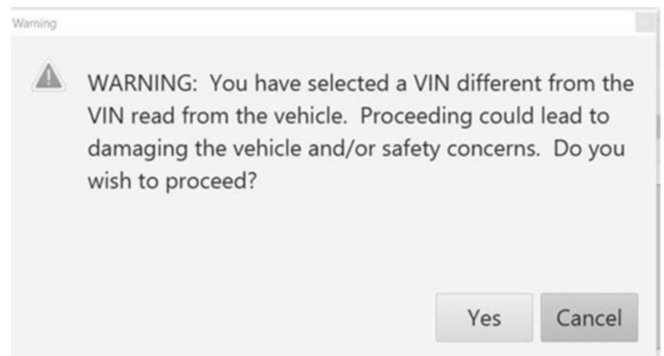 Warning
WARNING: You have selected a VIN different from the
VIN read from the vehicle. Proceeding could lead to
damaging the vehicle and/or safety concerns. Do you
wish to proceed?
Yes Cancel